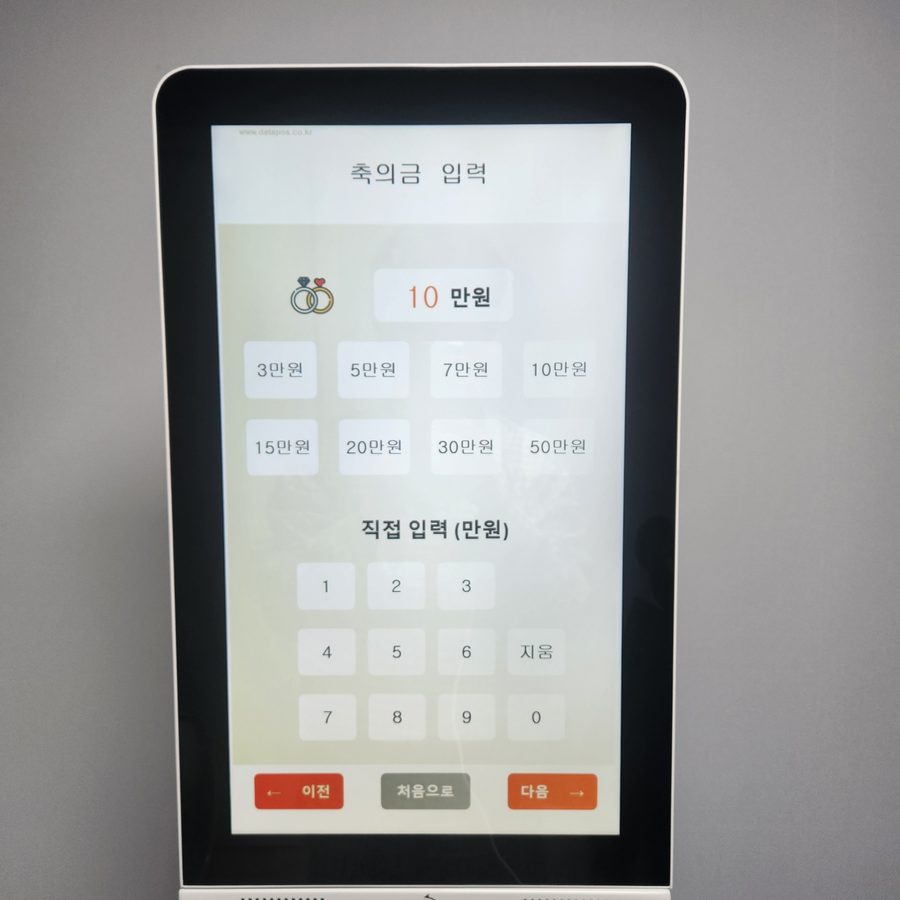 www.datapos.co.kr
축의금 입력
10 만원
3만원 5만원 7만원 10만원
15만원 20만원 30만원 50만원
직접 입력 (만원)
1 2 3
4 5 6 지움
7 8 9 0
← 이전 처음으로 다음 →